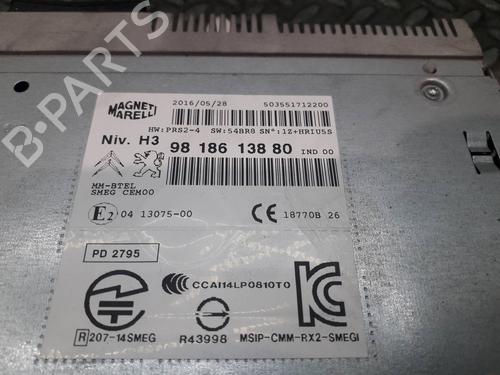 MAGNETI MARELLI
2016/05/28 503551712200
HW:PRS2-4 SW:54BR8 SN°:1Z+HRIU5S
Niv. H3 98 186 138 80 IND 00
MM-BTEL
SMEG CEM00
E2 04 13075-00 CE 18770B 26
PD 2795
CCAI14LP0810T0
R 207-14SMEG R43998 MSIP-CMM-RX2-SMEGI
B-PARTS